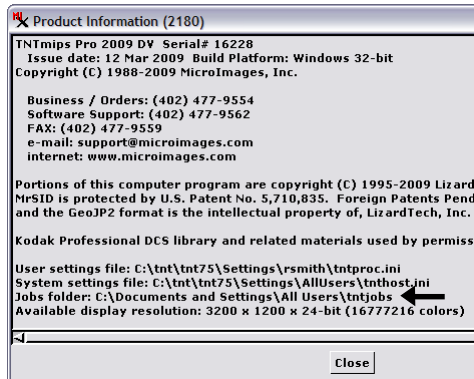 Product Information (2180)
TNTmips Pro 2009 DV Serial# 16228
Issue date: 12 Mar 2009 Build Platform: Windows 32-bit
Copyright (C) 1988-2009 MicroImages, Inc.
Business / Orders: (402) 477-9554
Software Support: (402) 477-9562
FAX: (402) 477-9559
e-mail: support@microimages.com
internet: www.microimages.com
Portions of this computer program are copyright (C) 1995-2009 Lizard
MrSID is protected by U.S. Patent No. 5,710,835. Foreign Patents Pend
and the GeoJP2 format is the intellectual property of, LizardTech, Inc.
Kodak Professional DCS library and related materials used by permiss
User settings file: C:\tnt\tnt75\Settings\rsmith\tntproc.ini
System settings file: C:\tnt\tnt75\Settings\AllUsers\tnthost.ini
Jobs folder: C:\Documents and Settings\All Users\tntjobs
Available display resolution: 3200 x 1200 x 24-bit (16777216 colors)
Close